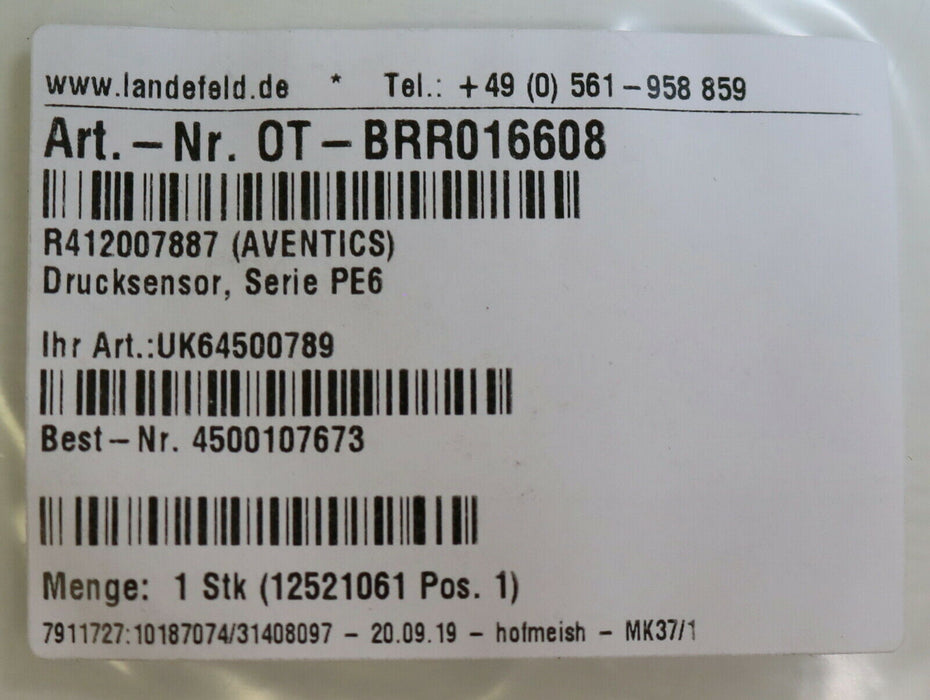 www.landefeld.de * Tel.: +49 (0) 561-958 859
Art.-Nr. OT-BRR016608
R412007887 (AVENTICS)
Drucksensor, Serie PE6
Ihr Art.:UK64500789
Best-Nr. 4500107673
Menge: 1 Stk (12521061 Pos. 1)
7911727:10187074/31408097 - 20.09.19 - hofmeish - MK37/1